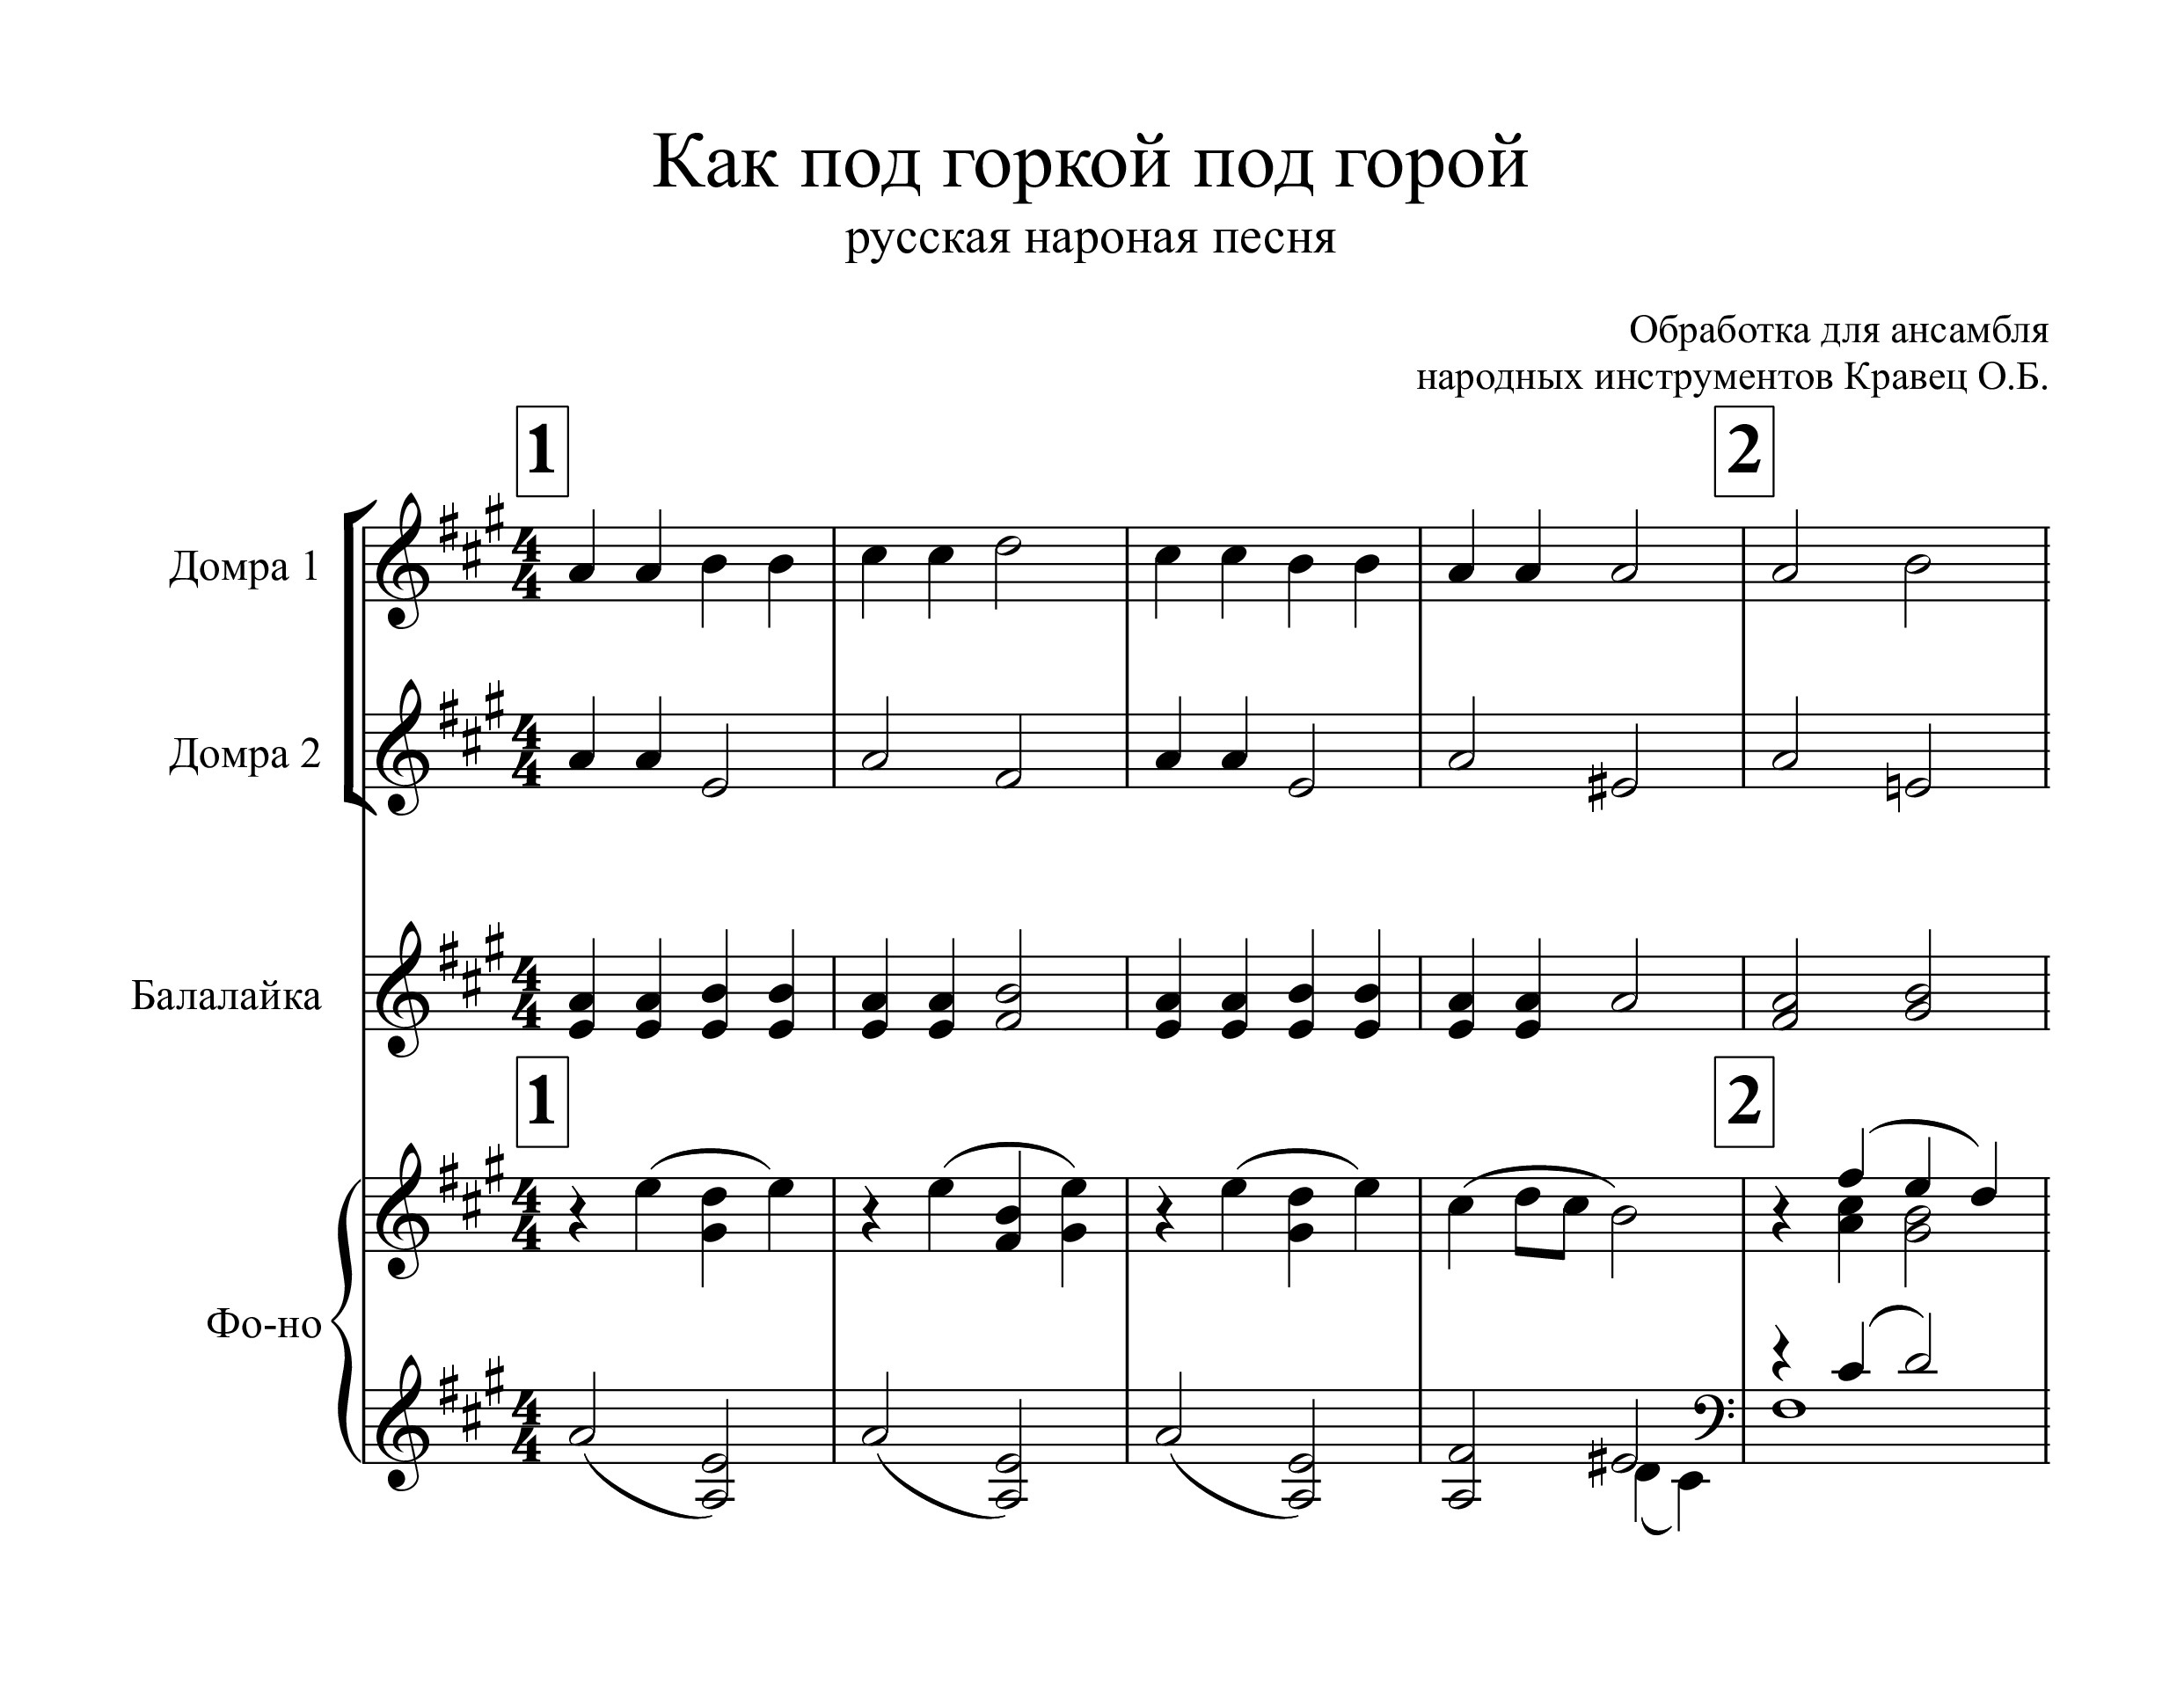 Как под горкой под горой
русская нароная песня
Обработка для ансамбля
народных инструментов Кравец О.Б.
1
2
Домра 1
Домра 2
Балалайка
1
2
Фо-но